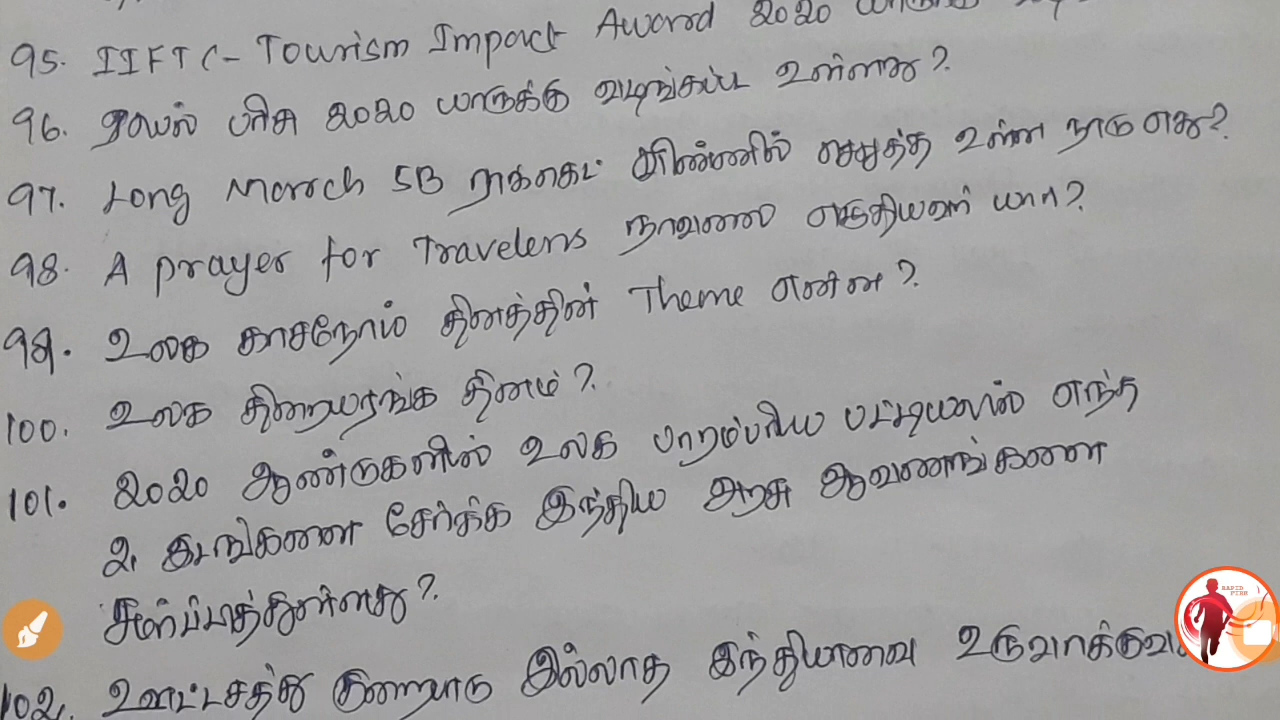 95. IIFTC - Tourism Impact Award 2020
96. ஏபெல் பரிசு 2020 யாருக்கு வழங்கப்பட உள்ளது?
97. Long March 5B ராக்கெட் விண்ணில் செலுத்த உள்ள நாடு எது?
98. A prayer for Travelers நாவலை எழுதியவர் யார்?
99. உலக காசநோய் தினத்தின் Theme என்ன?
100. உலக திரையரங்க தினம்?
101. 2020 ஆண்டுகளில் உலக பாரம்பரிய பட்டியலில் எந்த
2 இடங்களை சேர்க்க இந்திய அரசு ஆவணங்களை
சமர்ப்பித்துள்ளது?
102. ஊட்டசத்து குறைபாடு இல்லாத இந்தியாவை
RAPID
FIRE